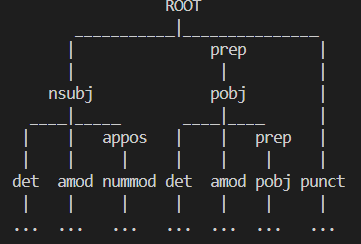 ROOT
prep
nsubj pobj
appos prep
det amod nummod det amod pobj punct
... ... ... ... ... ... ...